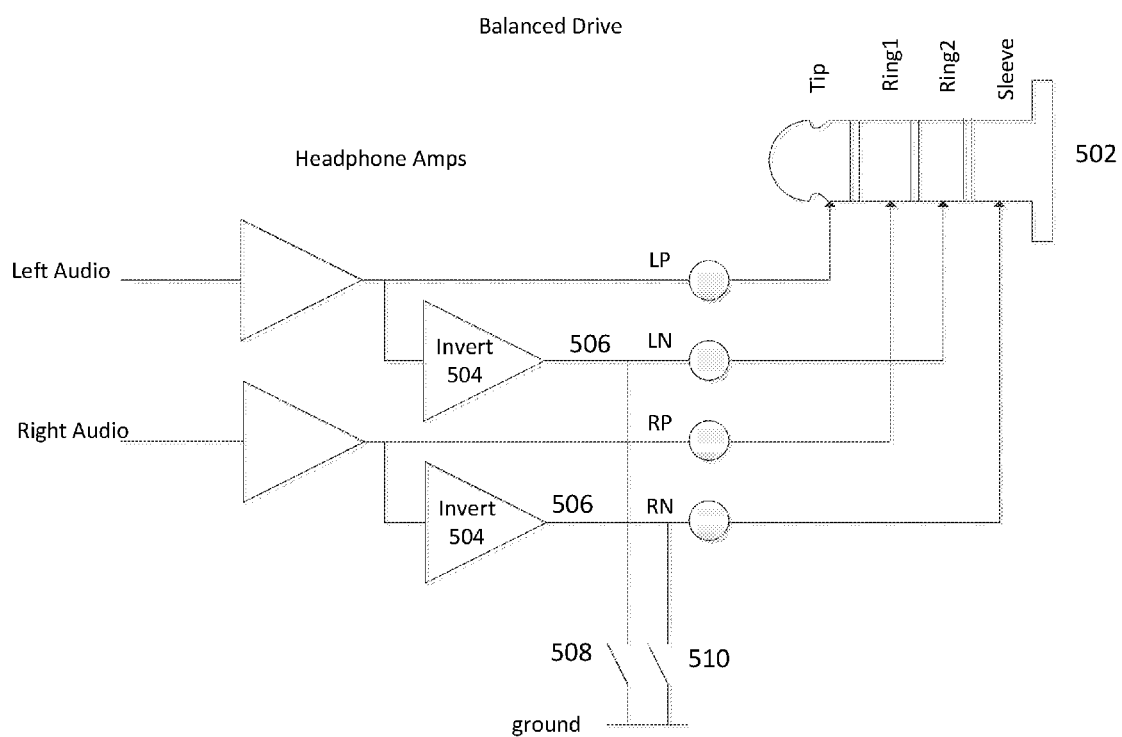 Balanced Drive
Tip
Ring1
Ring2
Sleeve
502
Headphone Amps
Left Audio
LP
Invert
504
506
LN
Right Audio
RP
Invert
504
506
RN
508
510
ground